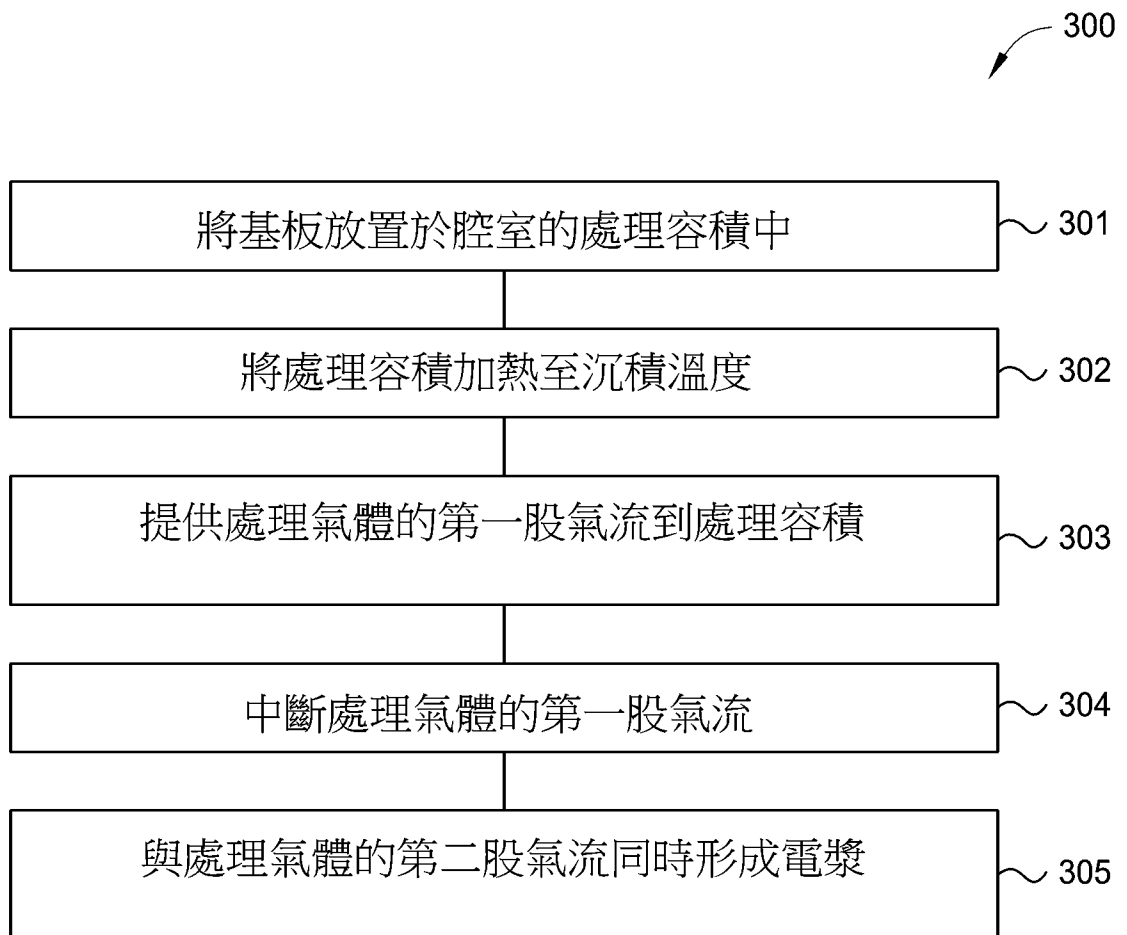 300
將基板放置於腔室的處理容積中
301
將處理容積加熱至沉積溫度
302
提供處理氣體的第一股氣流到處理容積
303
中斷處理氣體的第一股氣流
304
與處理氣體的第二股氣流同時形成電漿
305